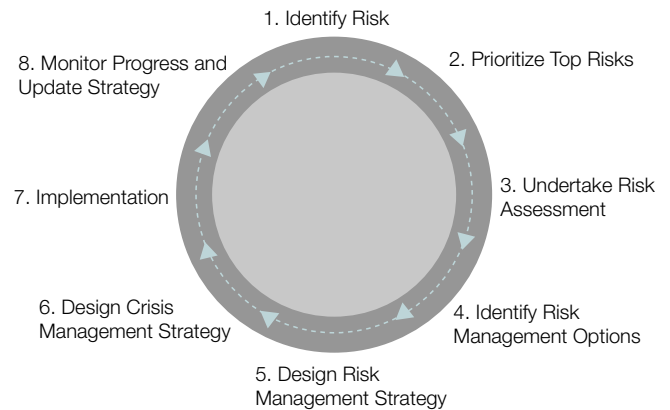 1. Identify Risk
2. Prioritize Top Risks
3. Undertake Risk
Assessment
4. Identify Risk
Management Options
5. Design Risk
Management Strategy
6. Design Crisis
Management Strategy
7. Implementation
8. Monitor Progress and
Update Strategy